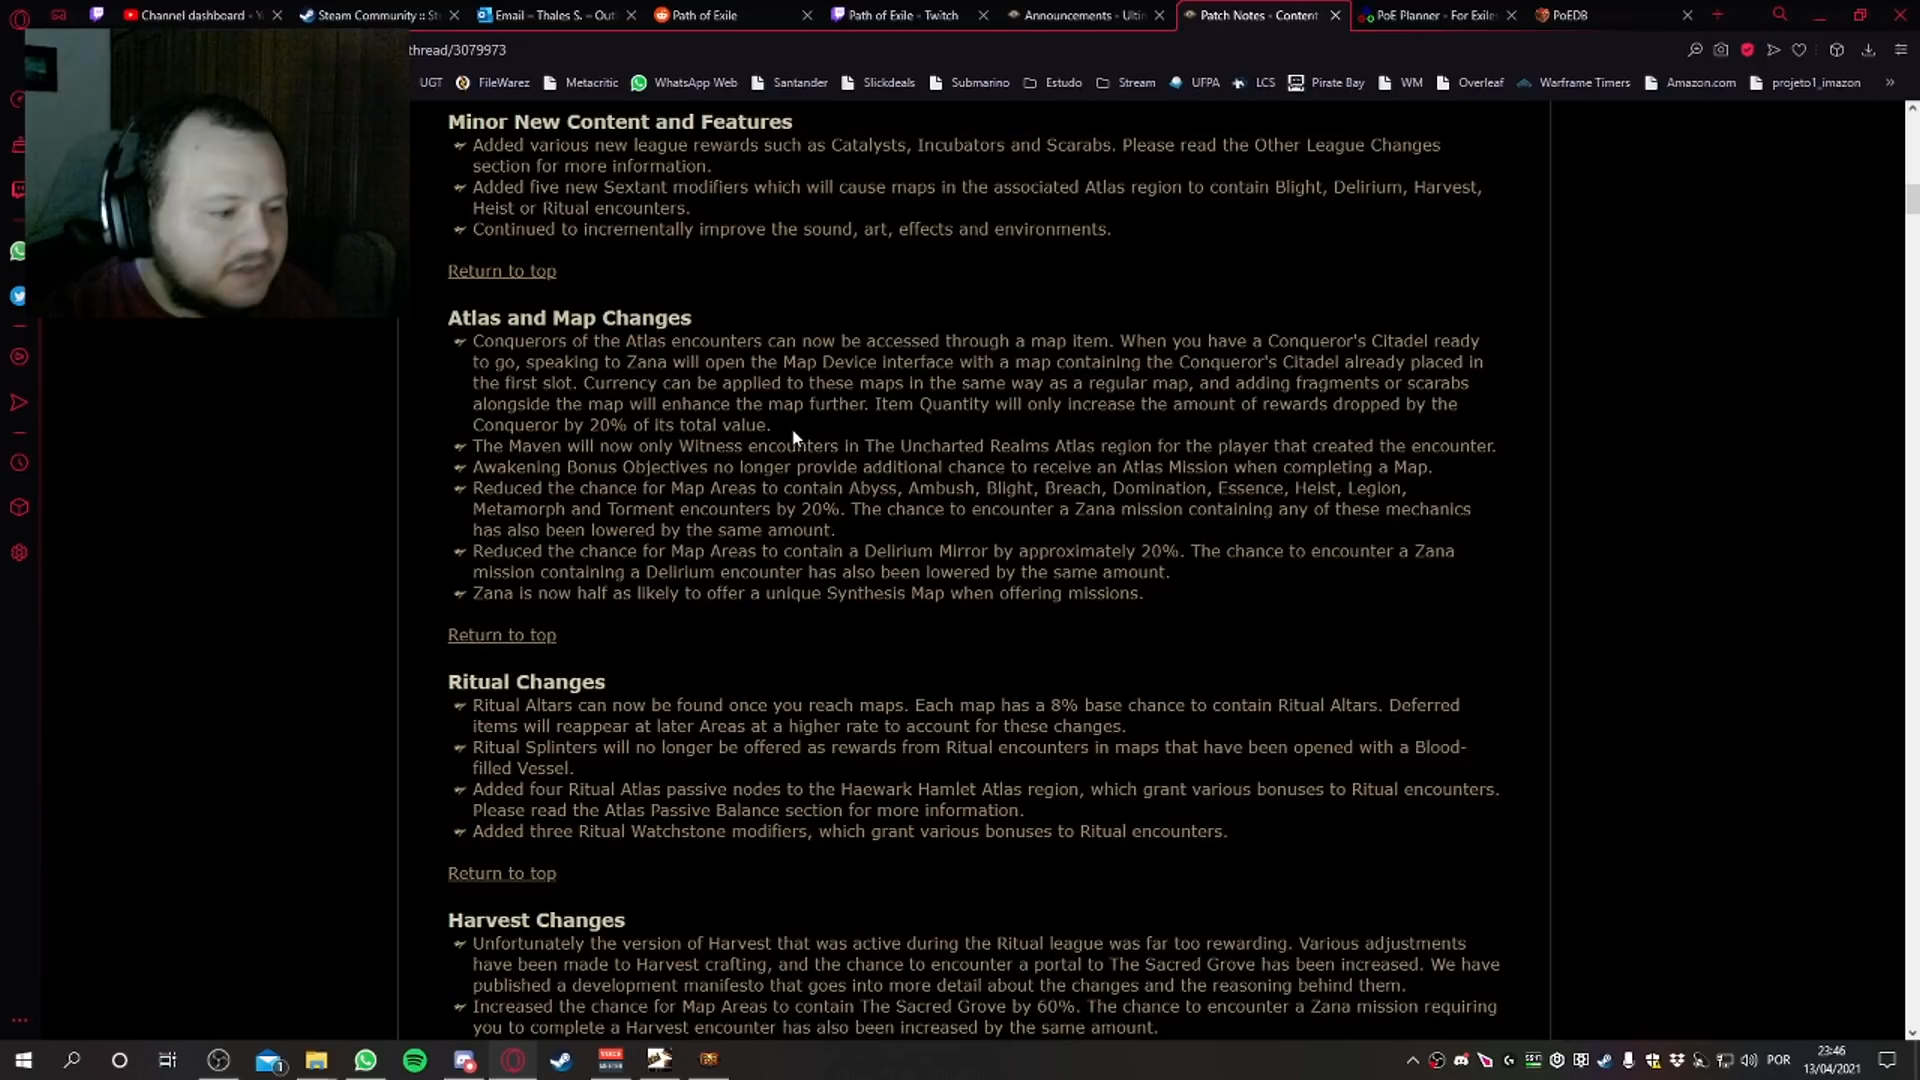 Channel dashboard - Y
Steam Community :: St
Email – Thales S. – Outl
Path of Exile
Path of Exile - Twitch
Announcements - Ulti
Patch Notes - Content
PoE Planner - For Exile
PoEDB
thread/3079973
UGT
FileWarez
Metacritic
WhatsApp Web
Santander
Slickdeals
Submarino
Estudo
Stream
UFPA
LCS
Pirate Bay
WM
Overleaf
Warframe Timers
Amazon.com
projeto1_imazon
»
Minor New Content and Features
Added various new league rewards such as Catalysts, Incubators and Scarabs. Please read the Other League Changes
section for more information.
Added five new Sextant modifiers which will cause maps in the associated Atlas region to contain Blight, Delirium, Harvest,
Heist or Ritual encounters.
Continued to incrementally improve the sound, art, effects and environments.
Return to top
Atlas and Map Changes
Conquerors of the Atlas encounters can now be accessed through a map item. When you have a Conqueror's Citadel ready
to go, speaking to Zana will open the Map Device interface with a map containing the Conqueror's Citadel already placed in
the first slot. Currency can be applied to these maps in the same way as a regular map, and adding fragments or scarabs
alongside the map will enhance the map further. Item Quantity will only increase the amount of rewards dropped by the
Conqueror by 20% of its total value.
The Maven will now only Witness encounters in The Uncharted Realms Atlas region for the player that created the encounter.
Awakening Bonus Objectives no longer provide additional chance to receive an Atlas Mission when completing a Map.
Reduced the chance for Map Areas to contain Abyss, Ambush, Blight, Breach, Domination, Essence, Heist, Legion,
Metamorph and Torment encounters by 20%. The chance to encounter a Zana mission containing any of these mechanics
has also been lowered by the same amount.
Reduced the chance for Map Areas to contain a Delirium Mirror by approximately 20%. The chance to encounter a Zana
mission containing a Delirium encounter has also been lowered by the same amount.
Zana is now half as likely to offer a unique Synthesis Map when offering missions.
Return to top
Ritual Changes
Ritual Altars can now be found once you reach maps. Each map has a 8% base chance to contain Ritual Altars. Deferred
items will reappear at later Areas at a higher rate to account for these changes.
Ritual Splinters will no longer be offered as rewards from Ritual encounters in maps that have been opened with a Blood-
filled Vessel.
Added four Ritual Atlas passive nodes to the Haewark Hamlet Atlas region, which grant various bonuses to Ritual encounters.
Please read the Atlas Passive Balance section for more information.
Added three Ritual Watchstone modifiers, which grant various bonuses to Ritual encounters.
Return to top
Harvest Changes
Unfortunately the version of Harvest that was active during the Ritual league was far too rewarding. Various adjustments
have been made to Harvest crafting, and the chance to encounter a portal to The Sacred Grove has been increased. We have
published a development manifesto that goes into more detail about the changes and the reasoning behind them.
Increased the chance for Map Areas to contain The Sacred Grove by 60%. The chance to encounter a Zana mission requiring
you to complete a Harvest encounter has also been increased by the same amount.
POR
23:46
13/04/2021